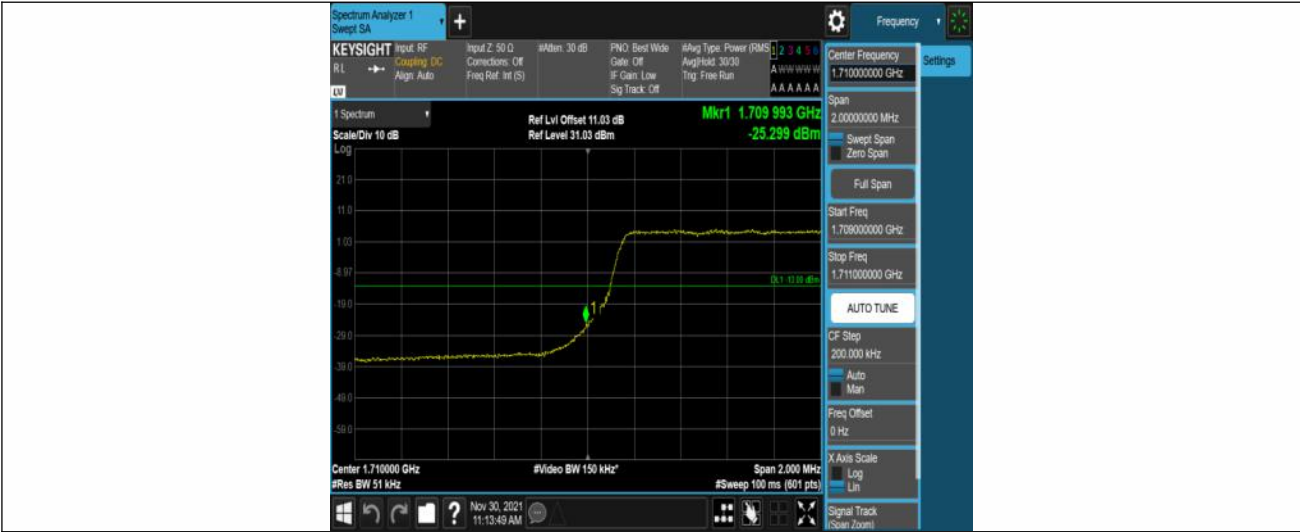 Spectrum Analyzer 1
Swept SA
+
Frequency
KEYSIGHT
RL
Input: RF
Coupling: DC
Align: Auto
Input Z: 50 Ω
Corrections: Off
Freq Ref: Int (S)
#Atten: 30 dB
PNO: Best Wide
Gate: Off
IF Gain: Low
Sig Track: Off
#Avg Type: Power (RMS
Avg|Hold: 30/30
Trig: Free Run
1 2 3 4 5 6
A W W W W W
A A A A A A
1 Spectrum
Scale/Div 10 dB
Log
Ref Lvl Offset 11.03 dB
Ref Level 31.03 dBm
Mkr1 1.709 993 GHz
-25.299 dBm
21.0
11.0
1.03
-8.97
-19.0
-29.0
-39.0
-49.0
-59.0
DL1 -13.00 dBm
1
Center 1.710000 GHz
#Res BW 51 kHz
#Video BW 150 kHz*
Span 2.000 MHz
#Sweep 100 ms (601 pts)
?
Nov 30, 2021
11:13:49 AM
Center Frequency
1.710000000 GHz
Settings
Span
2.00000000 MHz
Swept Span
Zero Span
Full Span
Start Freq
1.709000000 GHz
Stop Freq
1.711000000 GHz
AUTO TUNE
CF Step
200.000 kHz
Auto
Man
Freq Offset
0 Hz
X Axis Scale
Log
Lin
Signal Track
(Span Zoom)